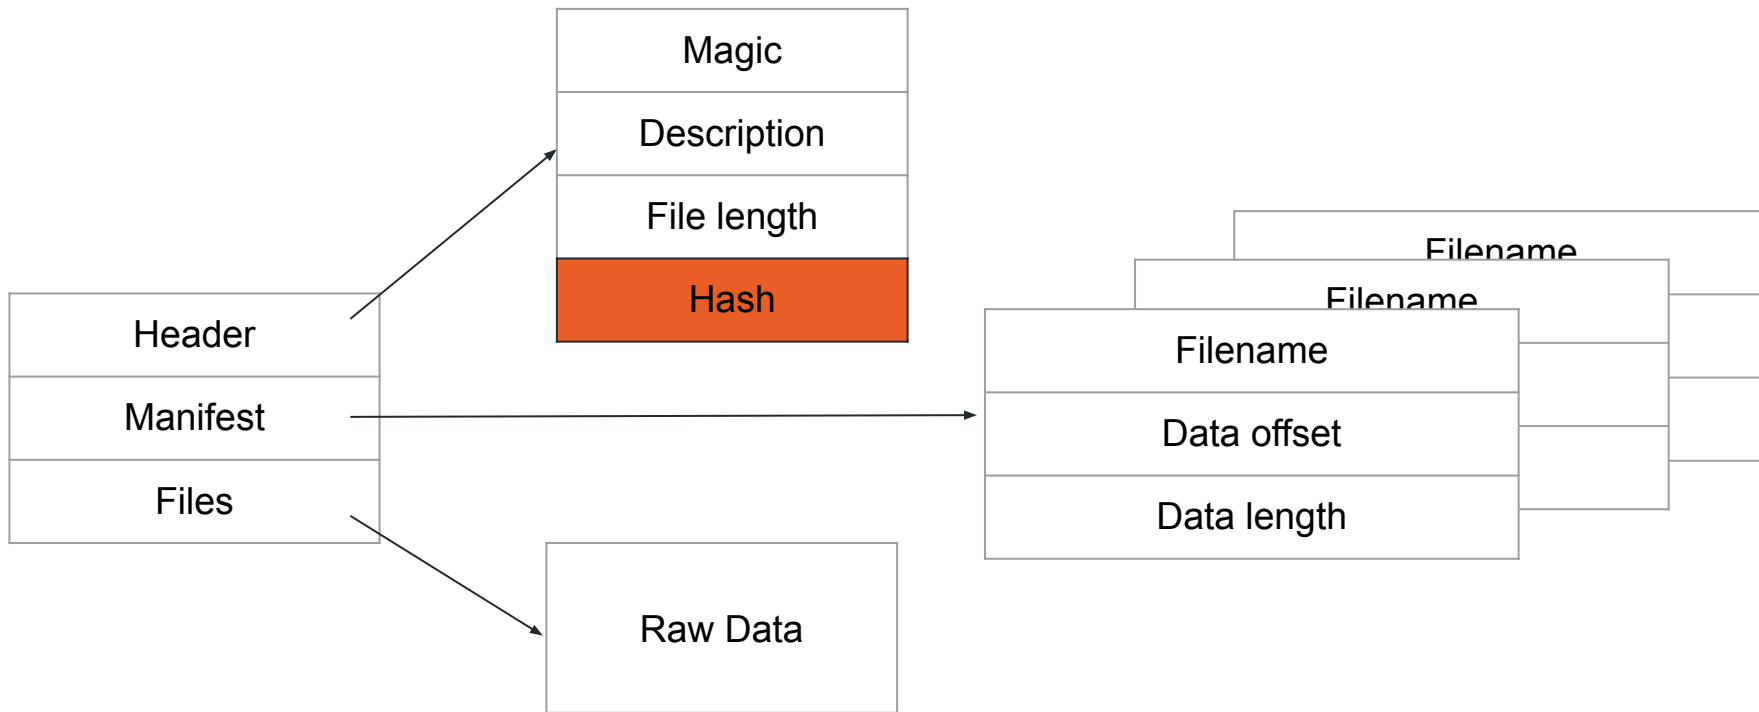 Magic
Description
File length
Hash
Header
Manifest
Files
Filename
Filename
Filename
Data offset
Data length
Raw Data